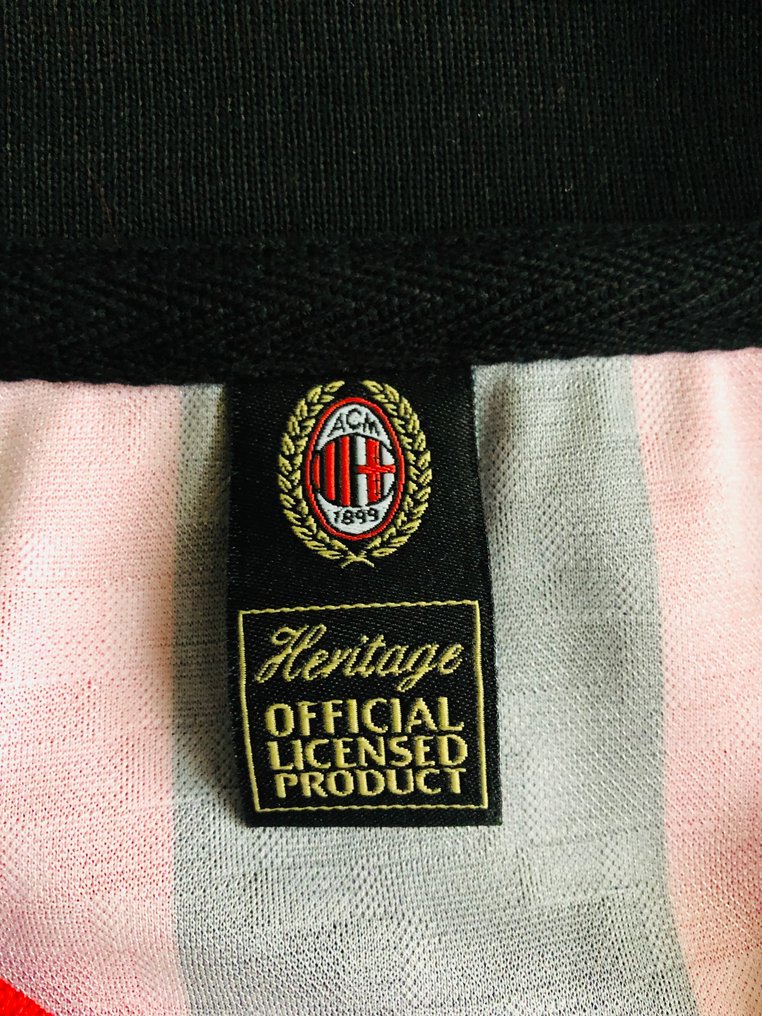 ACM
1899
Heritage
OFFICIAL
LICENSED
PRODUCT